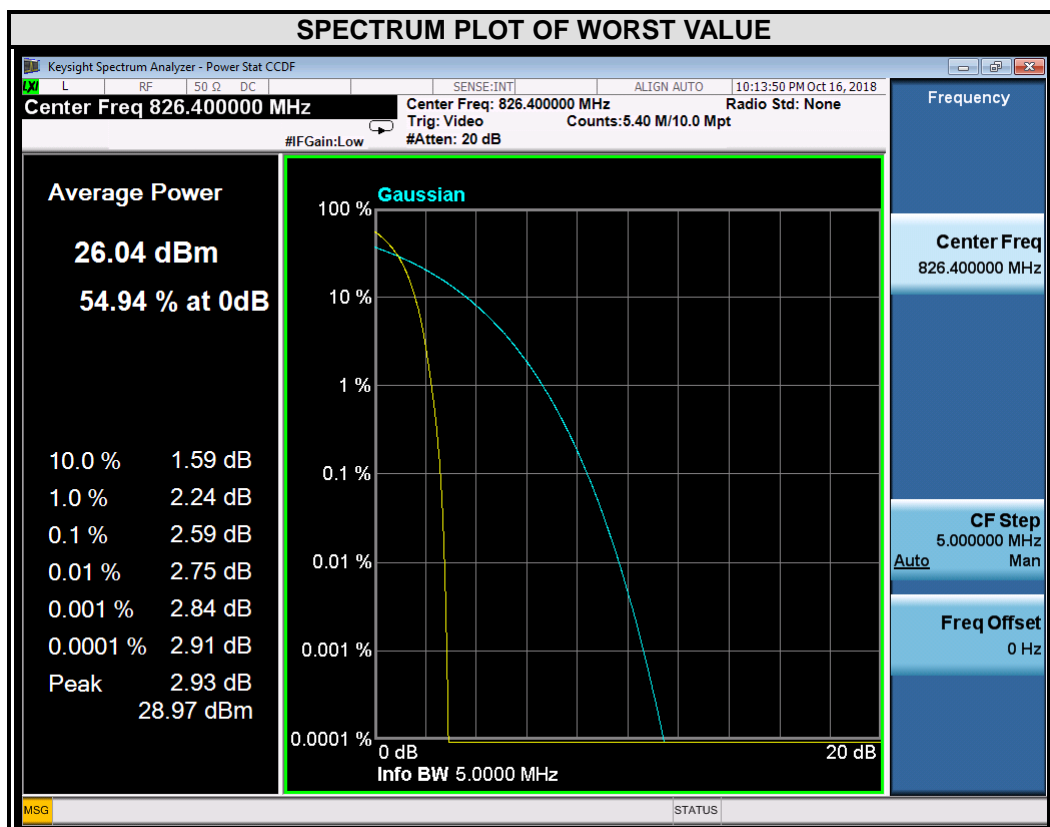 SPECTRUM PLOT OF WORST VALUE
Keysight Spectrum Analyzer - Power Stat CCDF
LXI L RF 50 Ω DC SENSE:INT ALIGN AUTO 10:13:50 PM Oct 16, 2018
Center Freq 826.400000 MHz
Center Freq: 826.400000 MHz Radio Std: None
Trig: Video Counts:5.40 M/10.0 Mpt
#IFGain:Low #Atten: 20 dB
Average Power
26.04 dBm
54.94 % at 0dB
10.0 % 1.59 dB
1.0 % 2.24 dB
0.1 % 2.59 dB
0.01 % 2.75 dB
0.001 % 2.84 dB
0.0001 % 2.91 dB
Peak 2.93 dB
28.97 dBm
Gaussian
100 %
10 %
1 %
0.1 %
0.01 %
0.001 %
0.0001 %
0 dB 20 dB
Info BW 5.0000 MHz
Frequency
Center Freq
826.400000 MHz
CF Step
5.000000 MHz
Auto Man
Freq Offset
0 Hz
MSG STATUS